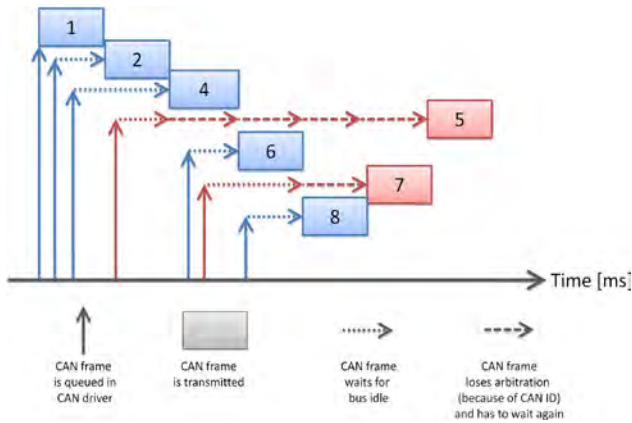 1
2
4
5
6
7
8
Time [ms]
CAN frame
is queued in
CAN driver
CAN frame
is transmitted
CAN frame
waits for
bus idle
CAN frame
loses arbitration
(because of CAN ID)
and has to wait again